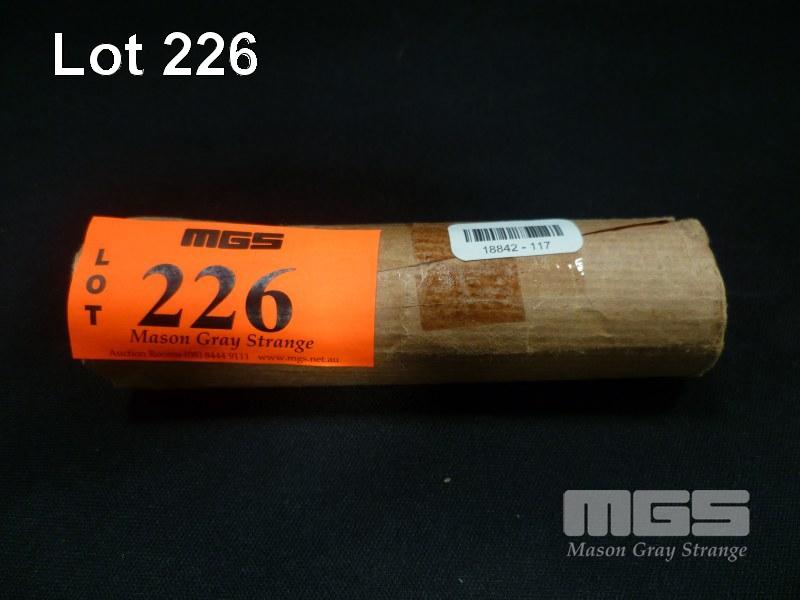 Lot 226
MGS
LOT
226
Mason Gray Strange
Auction Rooms (08) 8444 9111 www.mgs.net.au
18842 - 117
MGS
Mason Gray Strange